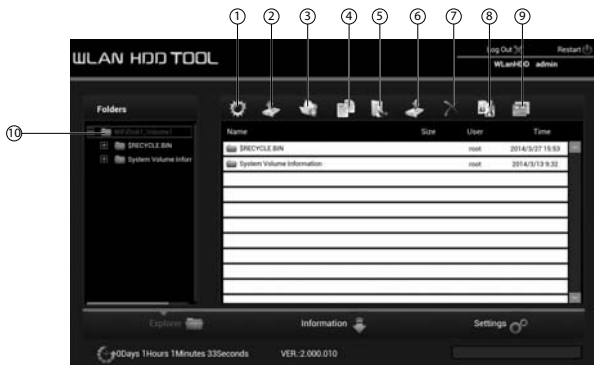 ① ② ③ ④ ⑤ ⑥ ⑦ ⑧ ⑨
WLAN HDD TOOL
Log Out Restart
WLanHDD admin
Folders
⑩
WiFiDisk1_Volume1
$RECYCLE.BIN
System Volume Inforr
Name Size User Time
$RECYCLE.BIN root 2014/3/27 15:53
System Volume Information root 2014/3/13 9:32
Explorer Information Settings
0Days 1Hours 1Minutes 33Seconds VER.:2.000.010